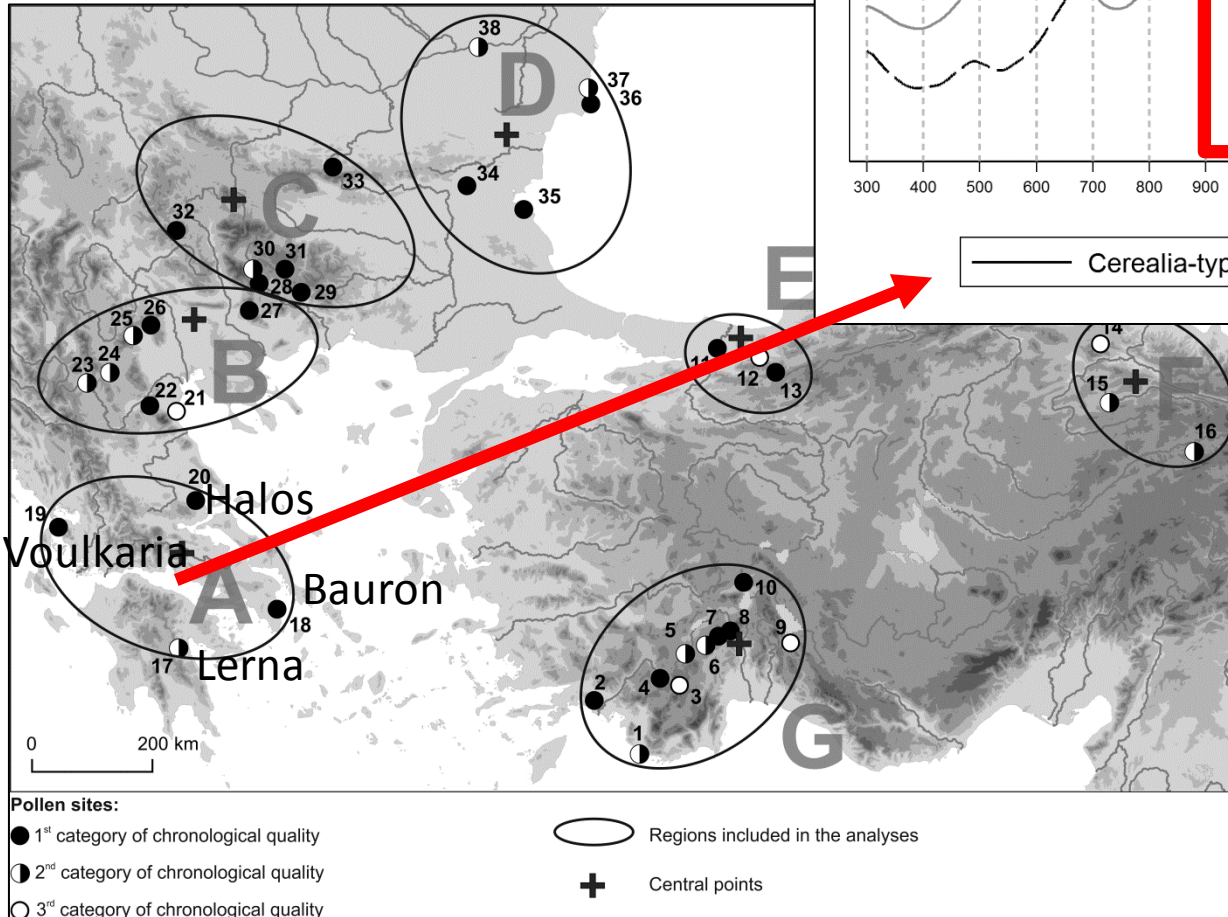 300 400 500 600 700 800 900
Cerealia-typ
38
D
37
36
34
35
33
C
32
30
31
28
29
27
26
25
24
23
B
22
21
E
11
12
13
14
15
F
16
20
Halos
19
Voulkaria
A
Bauron
18
17
Lerna
10
7
8
9
5
6
4
3
2
1
G
0 200 km
Pollen sites:
1st category of chronological quality
2nd category of chronological quality
3rd category of chronological quality
Regions included in the analyses
Central points